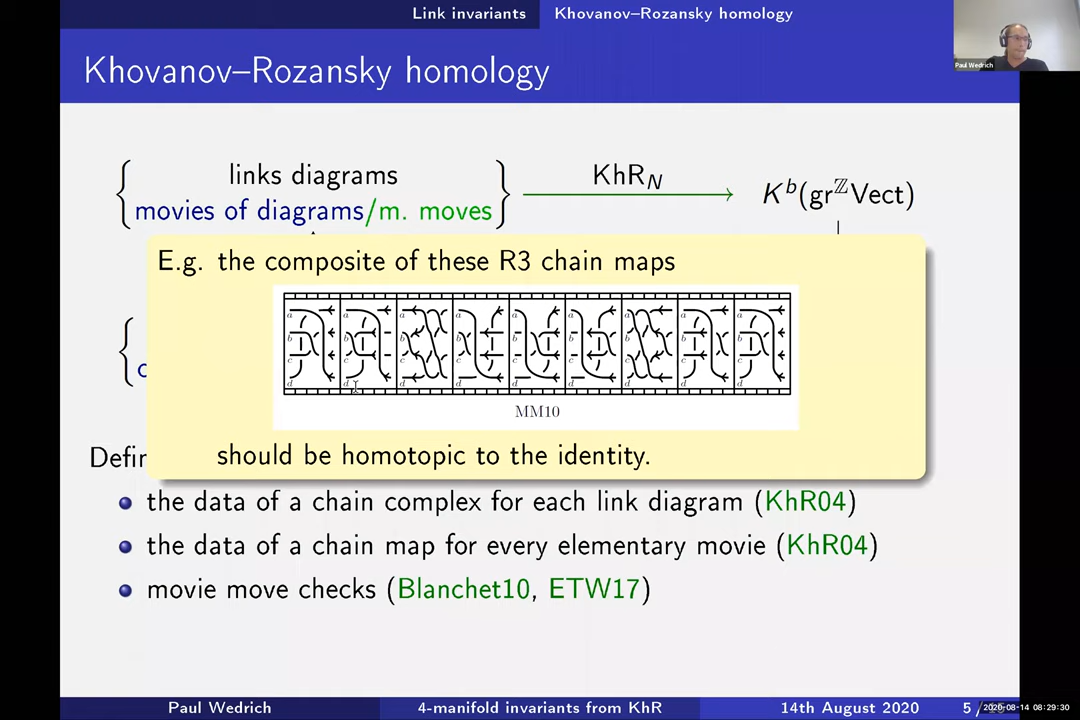 Link invariants Khovanov–Rozansky homology
Paul Wedrich
Khovanov–Rozansky homology
links diagrams
movies of diagrams/m. moves
KhR_N
K^b(gr^ℤVect)
E.g. the composite of these R3 chain maps
a a a a a a a a a
b b b b b b b b b
c c c c c c c c c
d d d d d d d d d
MM10
should be homotopic to the identity.
Defin
• the data of a chain complex for each link diagram (KhR04)
• the data of a chain map for every elementary movie (KhR04)
• movie move checks (Blanchet10, ETW17)
Paul Wedrich 4-manifold invariants from KhR 14th August 2020 5 /
2020-08-14 08:29:30